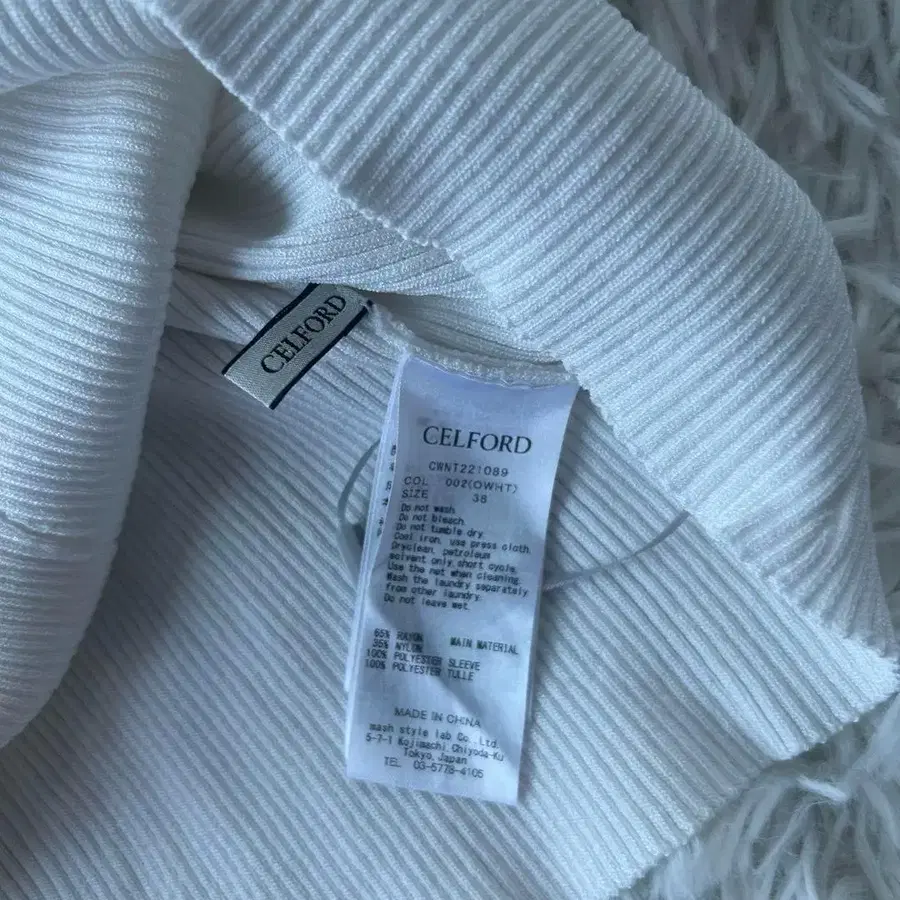 CELFORD
CELFORD
CWNT221089
COL 002(OWHT)
SIZE 38
Do not wash
Do not bleach
Do not tumble dry.
Cool iron, use press cloth
Dryclean, petroleum
solvent only, short cycle
Use the net when cleaning.
Wash the laundry separately
from other laundry.
Do not leave wet.
65% RAYON MAIN MATERIAL
35% NYLON
100% POLYESTER SLEEVE
100% POLYESTER TULLE
MADE IN CHINA
mash style lab Co., Ltd.
5-7-1 Kojimachi Chiyoda-Ku
Tokyo, Japan
TEL 03-5778-4105